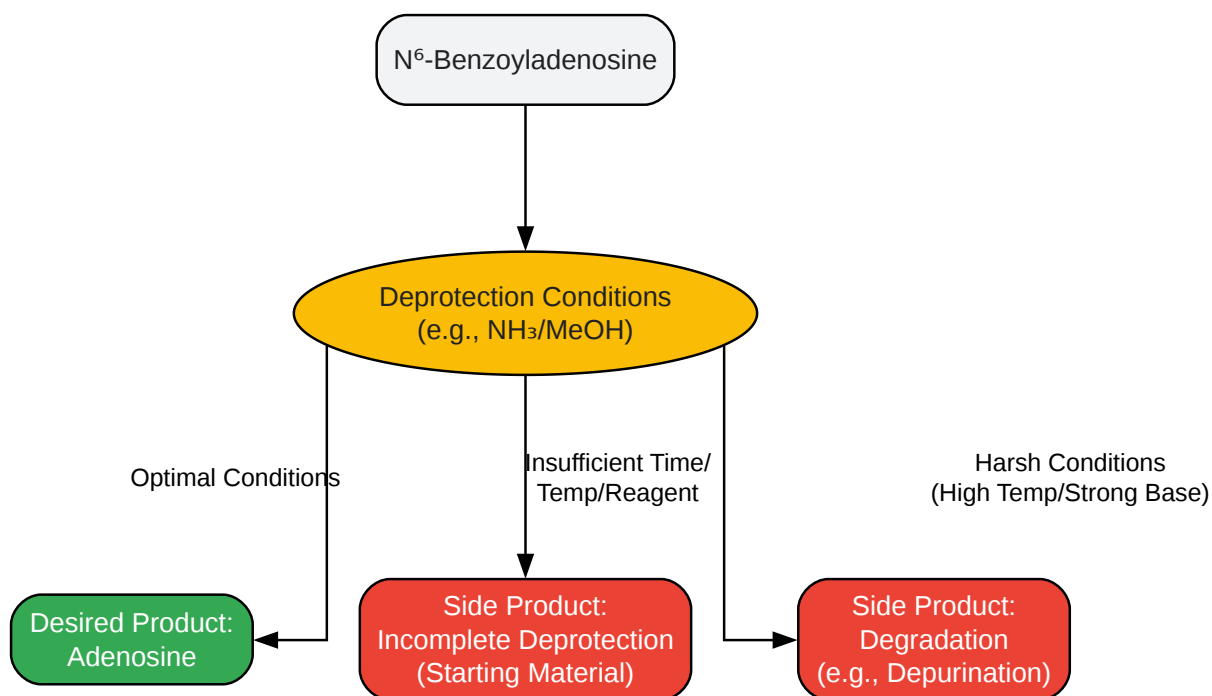 N⁶-Benzoyladenosine
Deprotection Conditions
(e.g., NH₃/MeOH)
Optimal Conditions
Insufficient Time/
Temp/Reagent
Harsh Conditions
(High Temp/Strong Base)
Desired Product:
Adenosine
Side Product:
Incomplete Deprotection
(Starting Material)
Side Product:
Degradation
(e.g., Depurination)